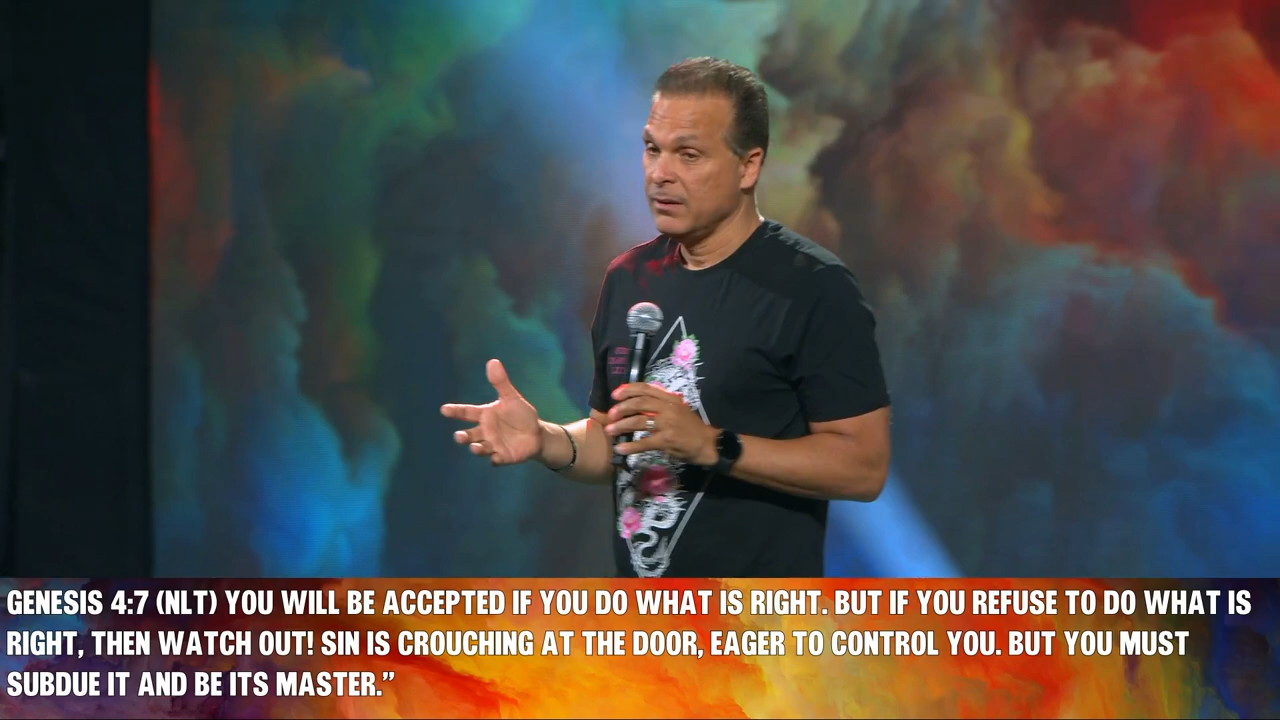 GENESIS 4:7 (NLT) YOU WILL BE ACCEPTED IF YOU DO WHAT IS RIGHT. BUT IF YOU REFUSE TO DO WHAT IS
RIGHT, THEN WATCH OUT! SIN IS CROUCHING AT THE DOOR, EAGER TO CONTROL YOU. BUT YOU MUST
SUBDUE IT AND BE ITS MASTER.”